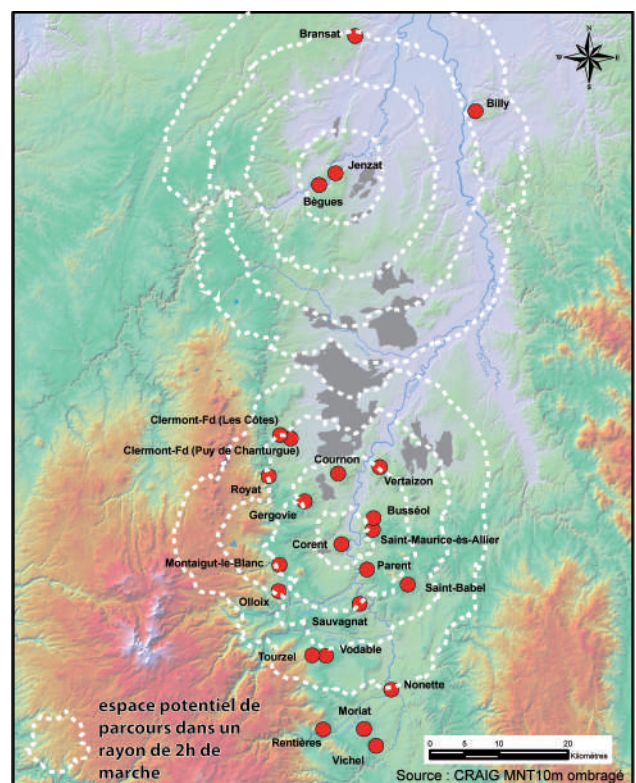 Bransat
N
P E
S
Billy
Jenzat
Bègues
Clermont-Fd (Les Côtes)
Clermont-Fd (Puy de Chanturgue)
Cournon
Vertaizon
Royat
Gergovie
Busséol
Saint-Maurice-ès-Allier
Corent
Parent
Montaigut-le-Blanc
Saint-Babel
Olloix
Sauvagnat
Tourzel
Vodable
Nonette
Moriat
Rentières
Vichel
espace potentiel de
parcours dans un
rayon de 2h de
marche
0 5 10 20
Kilomètres
Source : CRAIG MNT10m ombragé